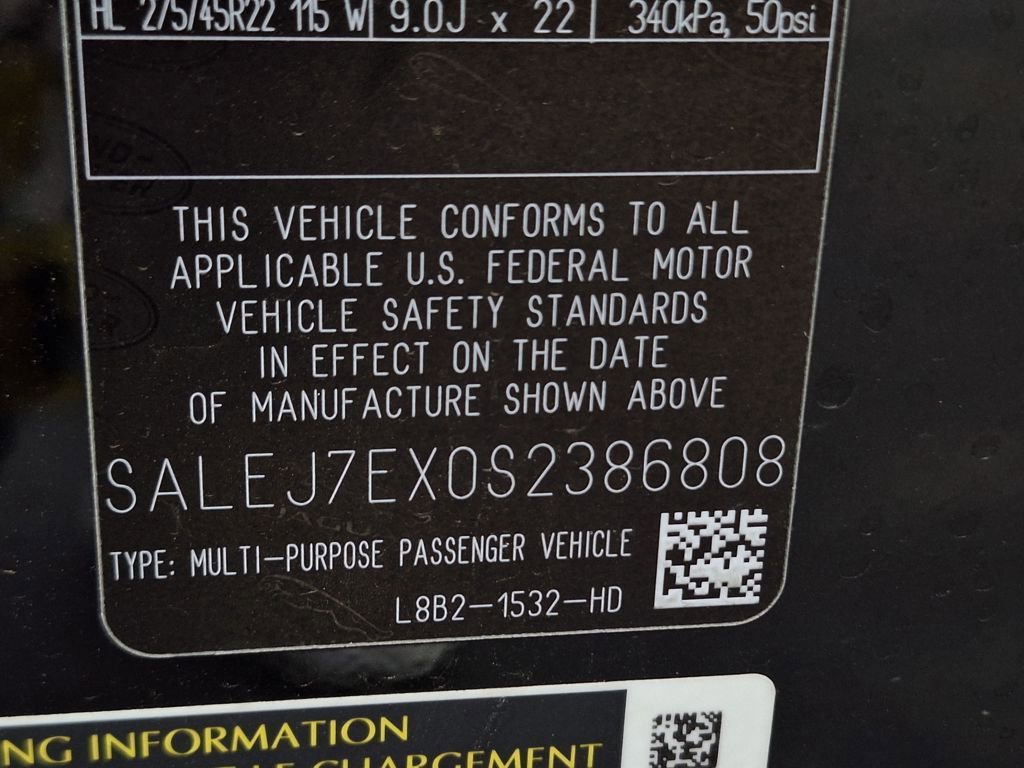 HL 275/45R22 115 W 9.0J x 22 340kPa, 50psi
THIS VEHICLE CONFORMS TO ALL
APPLICABLE U.S. FEDERAL MOTOR
VEHICLE SAFETY STANDARDS
IN EFFECT ON THE DATE
OF MANUFACTURE SHOWN ABOVE
SALEJ7EX0S2386808
TYPE: MULTI-PURPOSE PASSENGER VEHICLE
L8B2-1532-HD
NG INFORMATION
LE CHARGEMENT